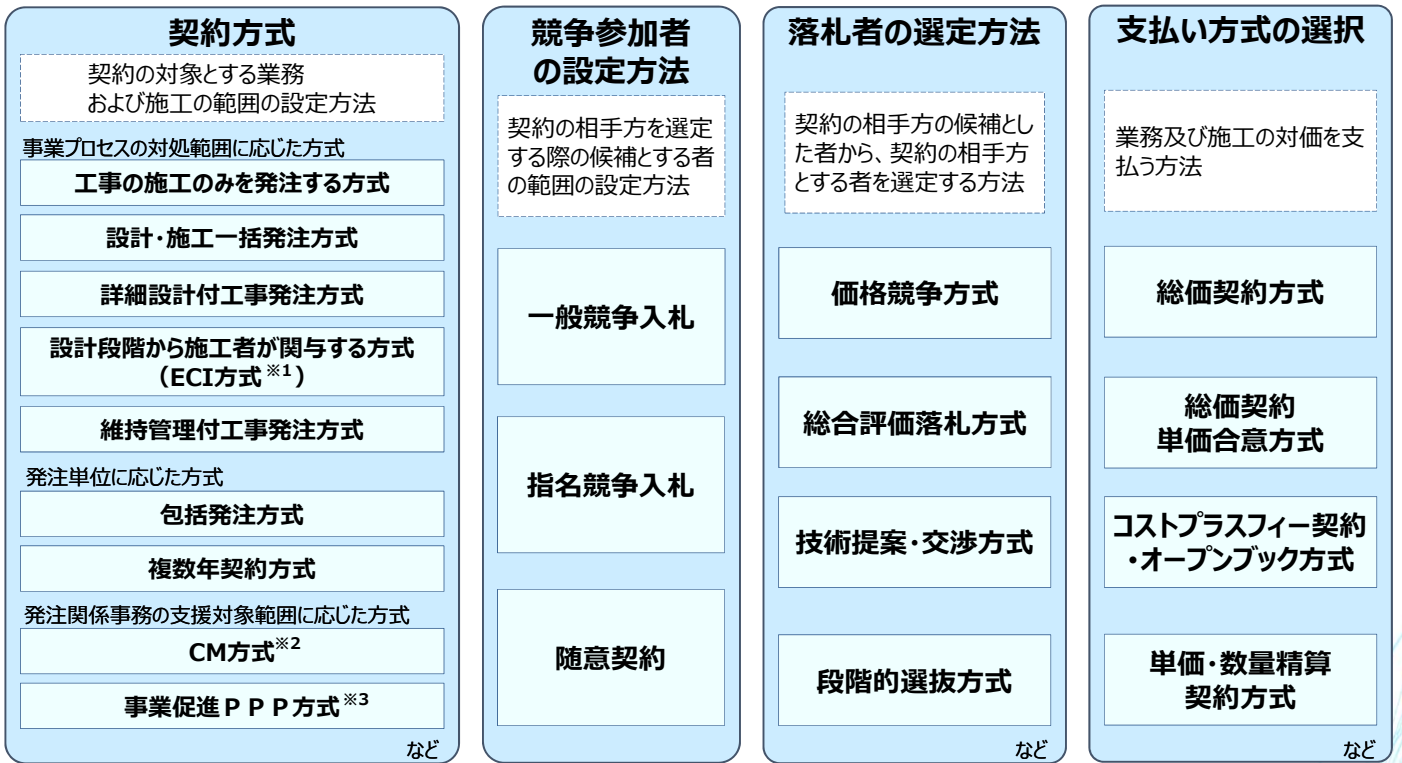 契約方式
契約の対象とする業務
および施工の範囲の設定方法
事業プロセスの対処範囲に応じた方式
工事の施工のみを発注する方式
設計・施工一括発注方式
詳細設計付工事発注方式
設計段階から施工者が関与する方式
（ECI方式※1）
維持管理付工事発注方式
発注単位に応じた方式
包括発注方式
複数年契約方式
発注関係事務の支援対象範囲に応じた方式
CM方式※2
事業促進ＰＰＰ方式※3
など
競争参加者
の設定方法
契約の相手方を選定
する際の候補とする者
の範囲の設定方法
一般競争入札
指名競争入札
随意契約
落札者の選定方法
契約の相手方の候補とし
た者から、契約の相手方
とする者を選定する方法
価格競争方式
総合評価落札方式
技術提案・交渉方式
段階的選抜方式
など
支払い方式の選択
業務及び施工の対価を支
払う方法
総価契約方式
総価契約
単価合意方式
コストプラスフィー契約
・オープンブック方式
単価・数量精算
契約方式
など